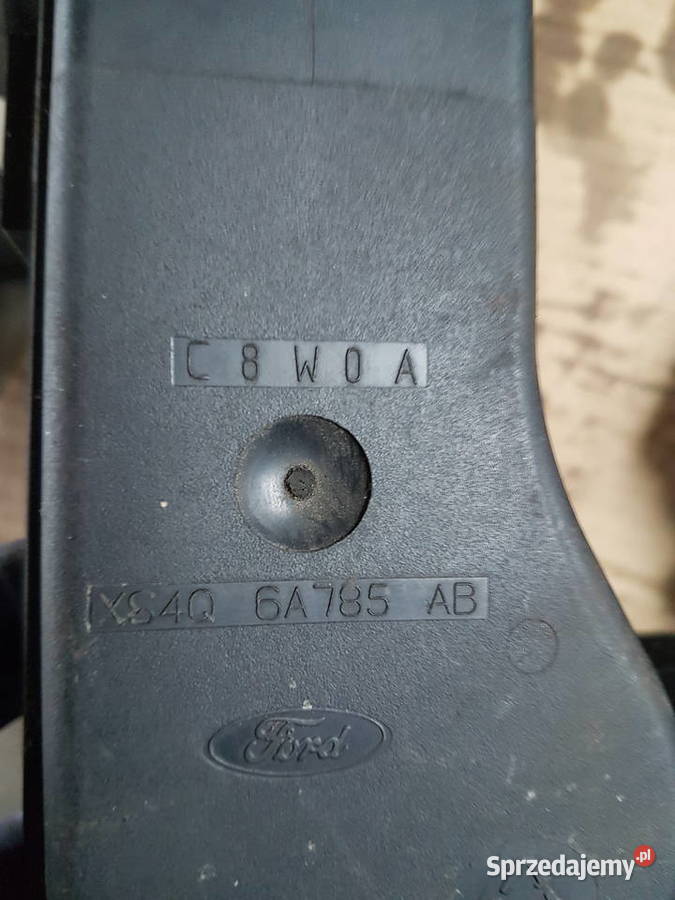 C8W0A
XS4Q 6A785 AB
Ford
Sprzedajemy.pl